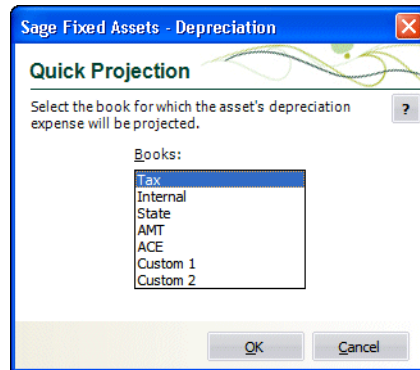 Sage Fixed Assets - Depreciation
Quick Projection
Select the book for which the asset's depreciation
expense will be projected.
?
Books:
Tax
Internal
State
AMT
ACE
Custom 1
Custom 2
OK
Cancel